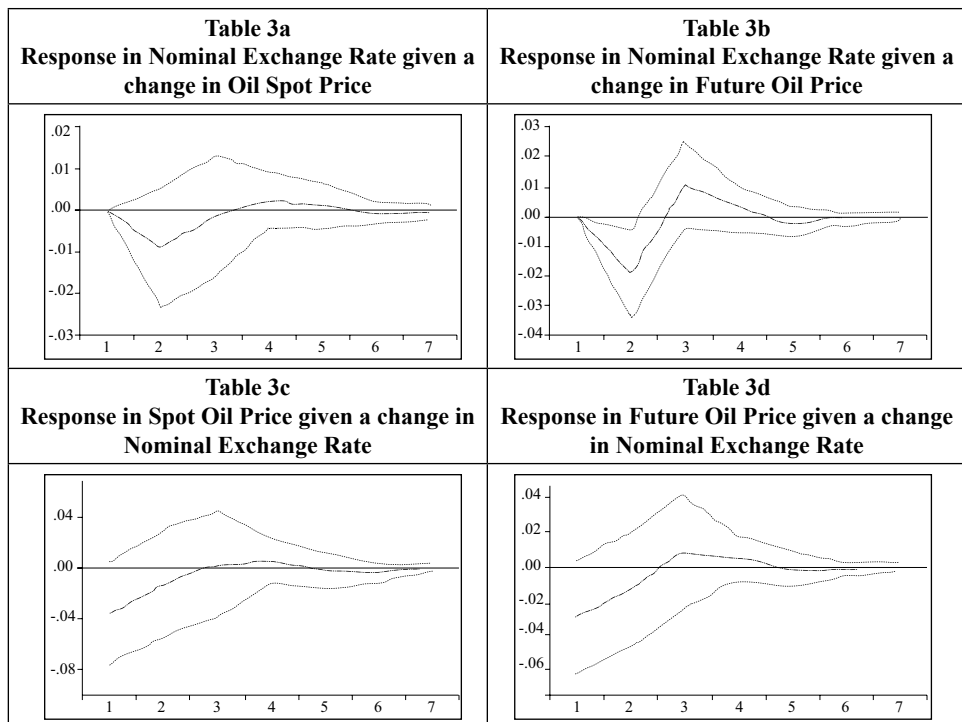 Table 3a
Response in Nominal Exchange Rate given a
change in Oil Spot Price
Table 3b
Response in Nominal Exchange Rate given a
change in Future Oil Price
.02
.01
.00
-.01
-.02
-.03
1 2 3 4 5 6 7
.03
.02
.01
.00
-.01
-.02
-.03
-.04
1 2 3 4 5 6 7
Table 3c
Response in Spot Oil Price given a change in
Nominal Exchange Rate
Table 3d
Response in Future Oil Price given a change
in Nominal Exchange Rate
.04
.00
-.04
-.08
1 2 3 4 5 6 7
.04
.02
.00
-.02
-.04
-.06
1 2 3 4 5 6 7